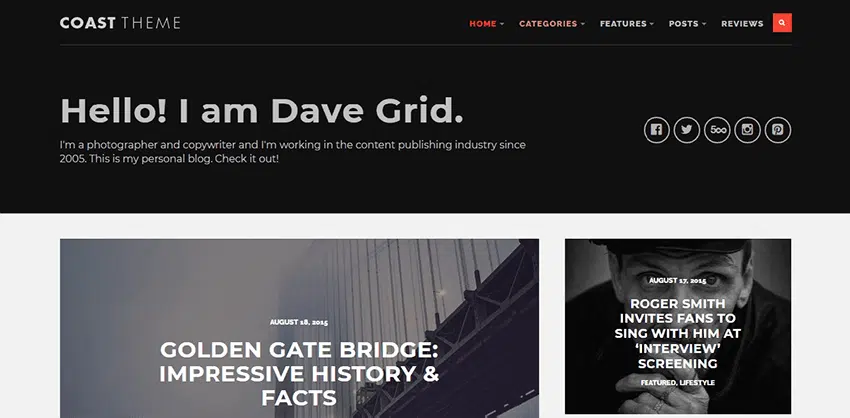 COAST THEME
HOME
CATEGORIES
FEATURES
POSTS
REVIEWS
Hello! I am Dave Grid.
I'm a photographer and copywriter and I'm working in the content publishing industry since
2005. This is my personal blog. Check it out!
500
AUGUST 18, 2015
GOLDEN GATE BRIDGE:
IMPRESSIVE HISTORY &
FACTS
AUGUST 17, 2015
ROGER SMITH
INVITES FANS TO
SING WITH HIM AT
‘INTERVIEW’
SCREENING
FEATURED, LIFESTYLE